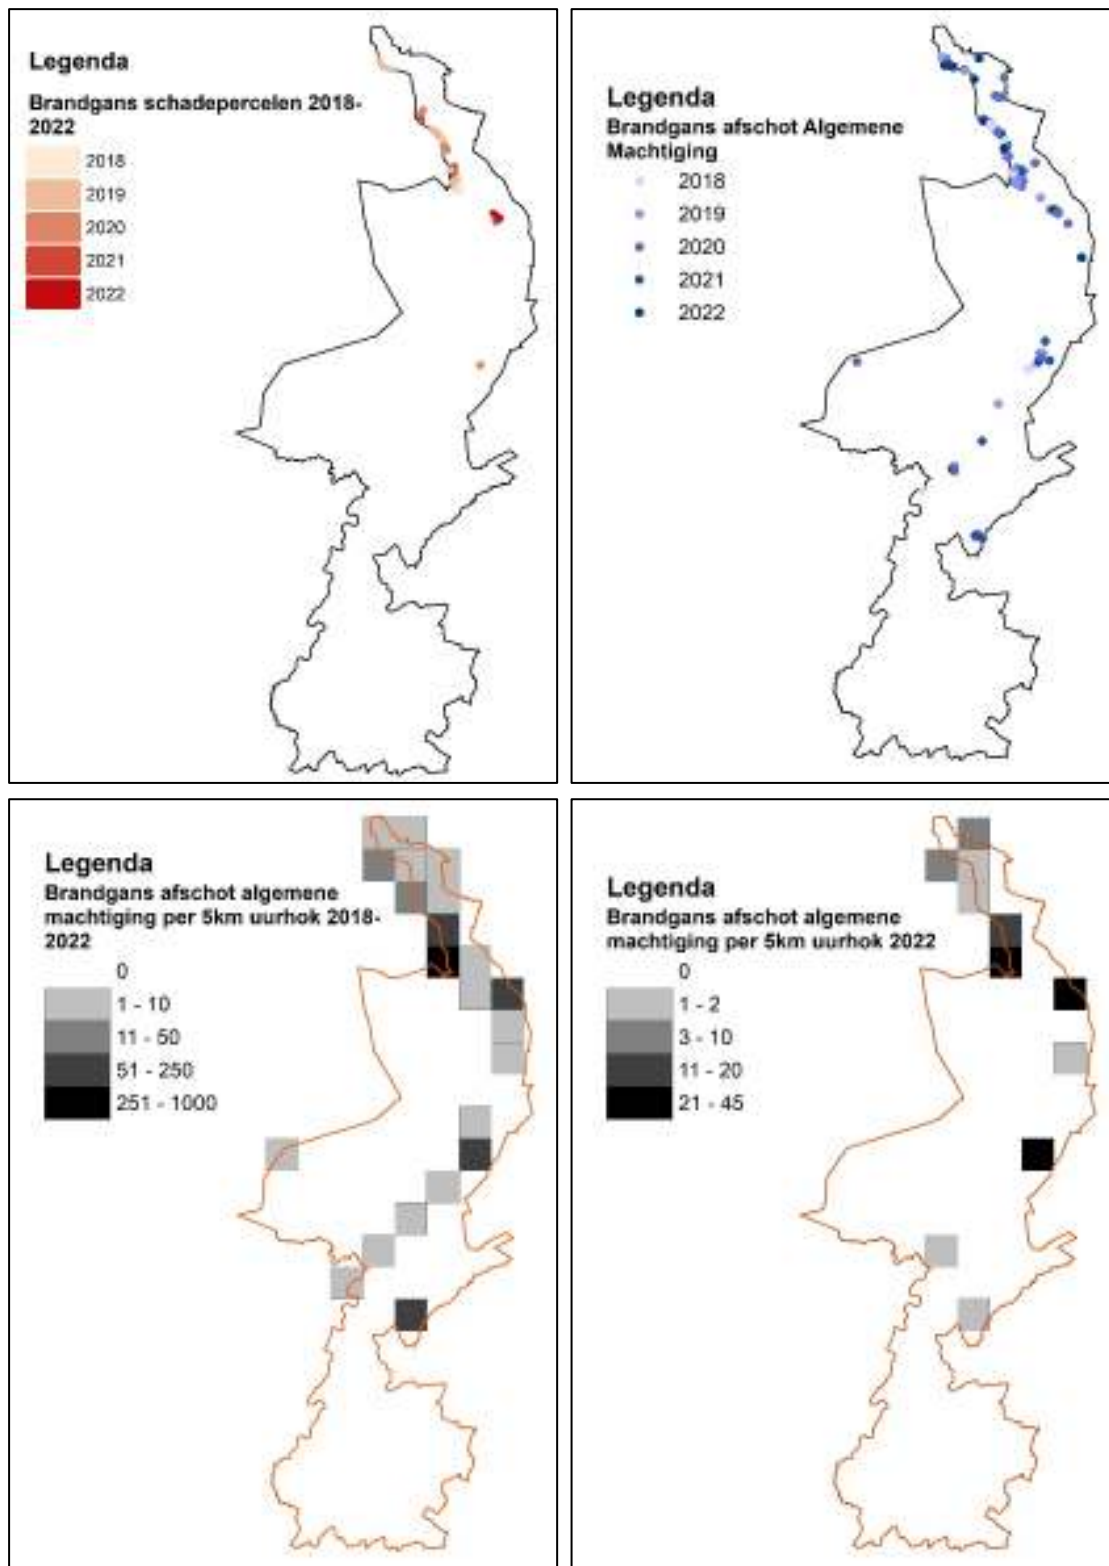 Legenda
Brandgans schadepercelen 2018-
2022
2018
2019
2020
2021
2022
Legenda
Brandgans afschot Algemene
Machtiging
2018
2019
2020
2021
2022
Legenda
Brandgans afschot algemene
machtiging per 5km uurhok 2018-
2022
0
1 - 10
11 - 50
51 - 250
251 - 1000
Legenda
Brandgans afschot algemene
machtiging per 5km uurhok 2022
0
1 - 2
3 - 10
11 - 20
21 - 45